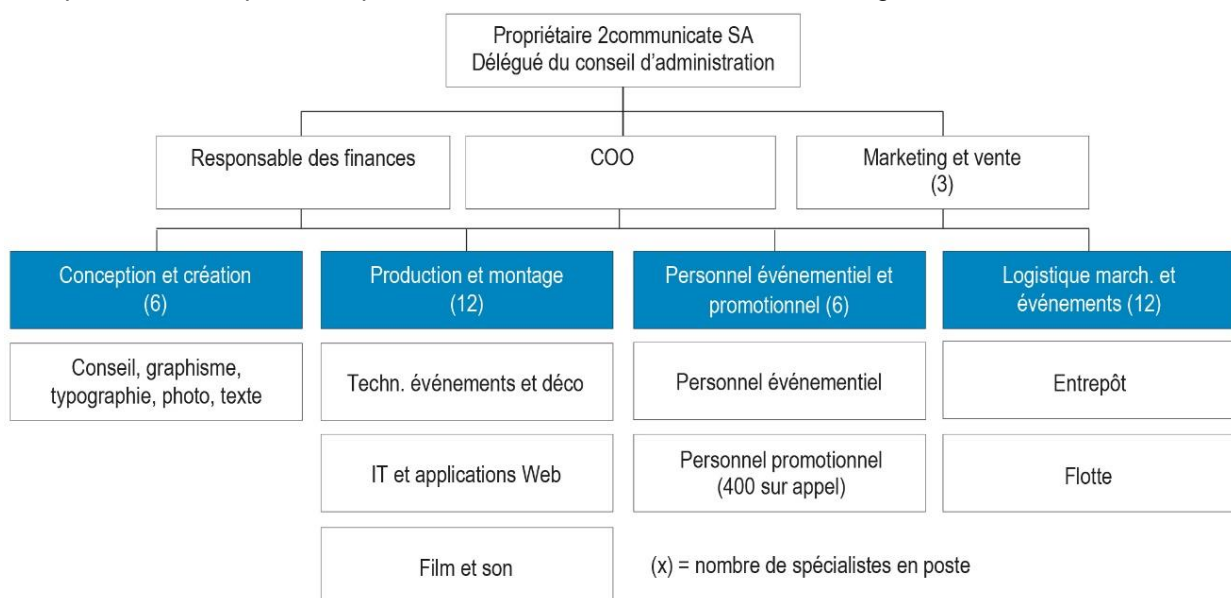 Propriétaire 2communicate SA
Délégué du conseil d'administration
Responsable des finances
COO
Marketing et vente
(3)
Conception et création
(6)
Production et montage
(12)
Personnel événementiel et
promotionnel (6)
Logistique march. et
événements (12)
Conseil, graphisme,
typographie, photo, texte
Techn. événements et déco
Personnel événementiel
Entrepôt
IT et applications Web
Personnel promotionnel
(400 sur appel)
Flotte
Film et son
(x) = nombre de spécialistes en poste